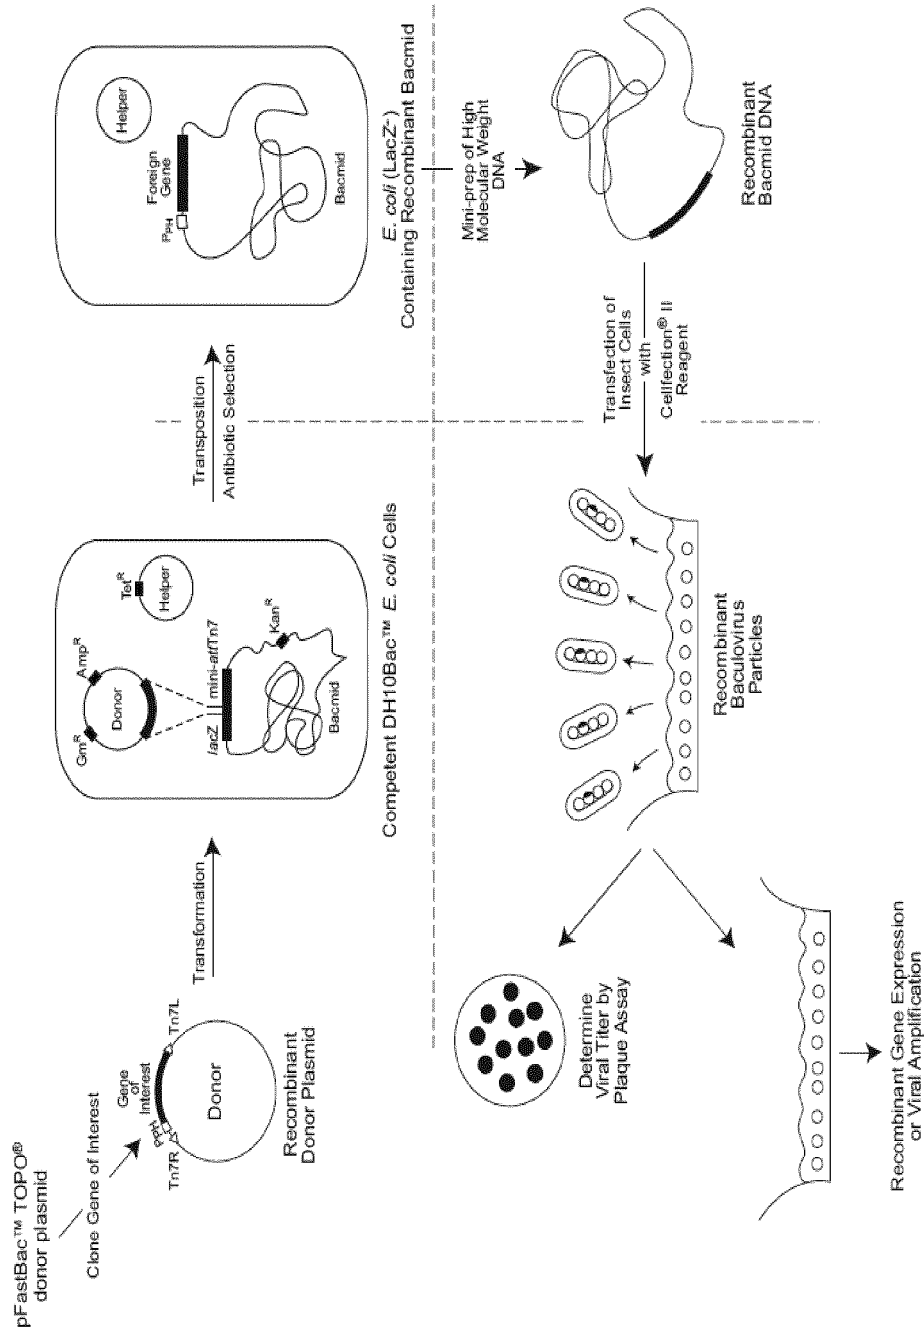 pFastBac™ TOPO®
donor plasmid
Clone Gene of Interest
Gene
of
Interest
PPH
Tn7R
Tn7L
Donor
Recombinant
Donor Plasmid
Transformation
GmR
AmpR
Donor
TetR
Helper
lacZ
mini-attTn7
KanR
Bacmid
Competent DH10Bac™ E. coli Cells
Transposition
Antibiotic Selection
Helper
Foreign
Gene
PPH
Bacmid
E. coli (LacZ-)
Containing Recombinant Bacmid
Mini-prep of High
Molecular Weight
DNA
Recombinant
Bacmid DNA
Transfection of
Insect Cells
with
Cellfection® II
Reagent
Recombinant
Baculovirus
Particles
Determine
Viral Titer by
Plaque Assay
Recombinant Gene Expression
or Viral Amplification